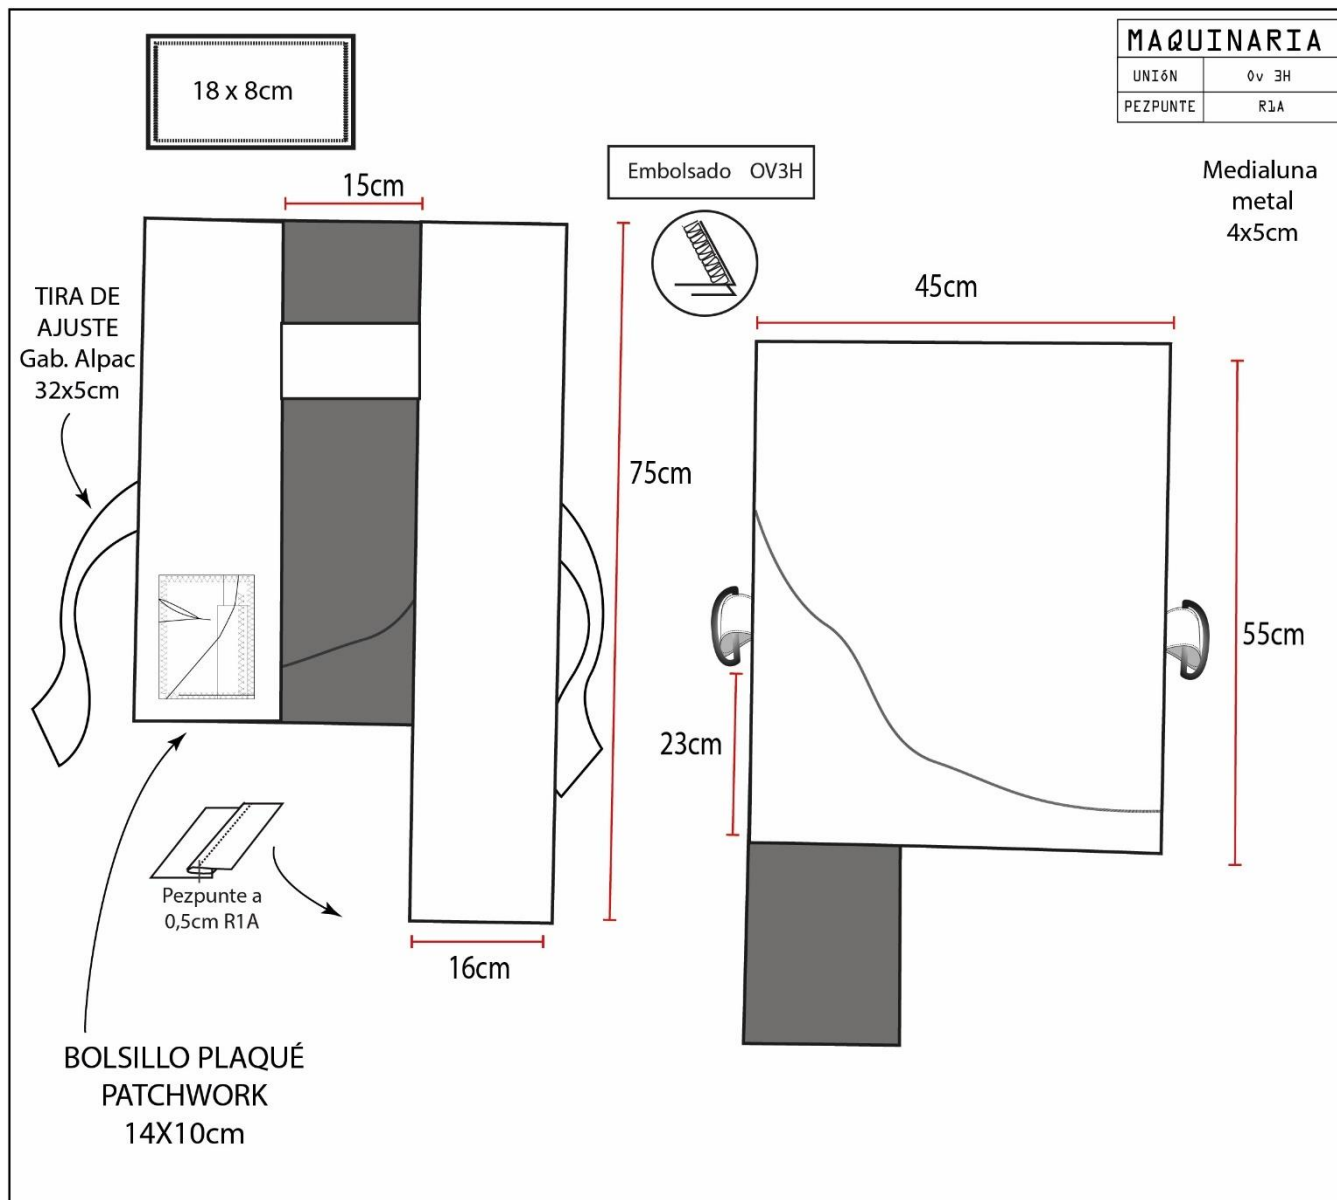 MAQUINARIA
UNIóN Ov 3H
PEZPUNTE R1A
18 x 8cm
Embolsado OV3H
Medialuna
metal
4x5cm
15cm
45cm
TIRA DE
AJUSTE
Gab. Alpac
32x5cm
75cm
55cm
23cm
Pezpunte a
0,5cm R1A
16cm
BOLSILLO PLAQUÉ
PATCHWORK
14X10cm